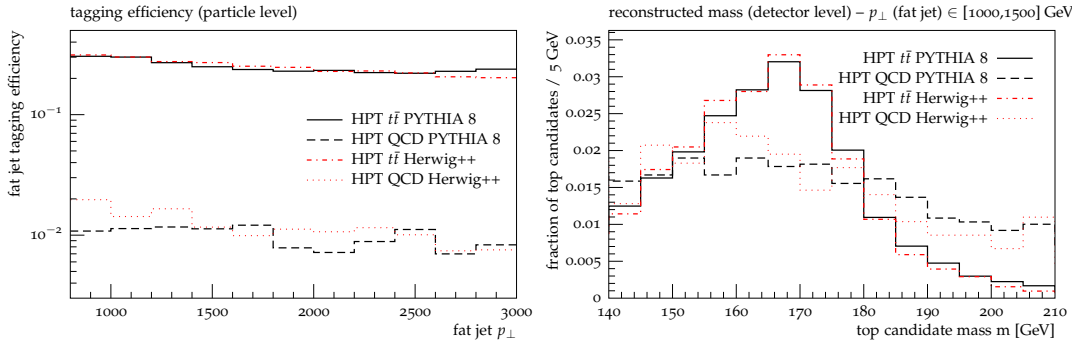 tagging efficiency (particle level)
fat jet tagging efficiency
10⁻¹
10⁻²
HPT tt̄ PYTHIA 8
HPT QCD PYTHIA 8
HPT tt̄ Herwig++
HPT QCD Herwig++
1000 1500 2000 2500 3000
fat jet p⊥
reconstructed mass (detector level) – p⊥ (fat jet) ∈ [1000,1500] GeV
fraction of top candidates / 5 GeV
0.035
0.03
0.025
0.02
0.015
0.01
0.005
0
HPT tt̄ PYTHIA 8
HPT QCD PYTHIA 8
HPT tt̄ Herwig++
HPT QCD Herwig++
140 150 160 170 180 190 200 210
top candidate mass m [GeV]